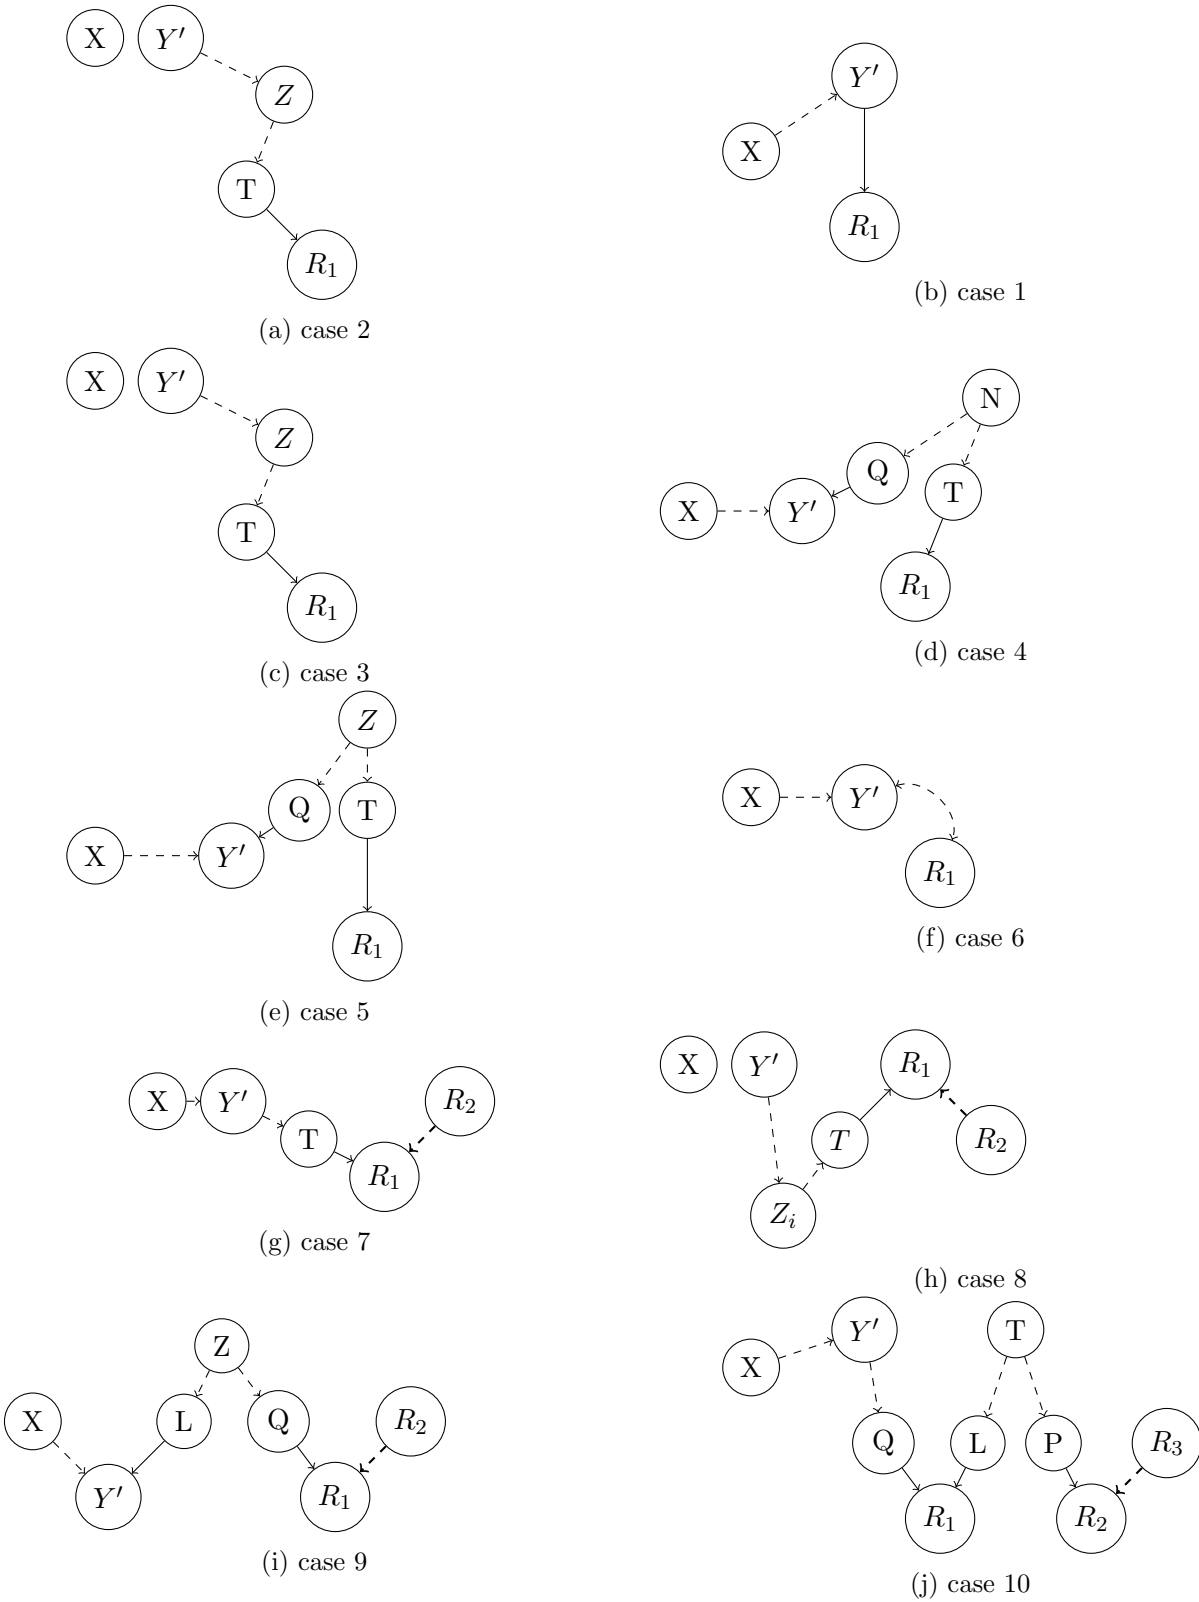 X Y′
Z
T
R₁
(a) case 2
Y′
X
R₁
(b) case 1
X Y′
Z
T
R₁
(c) case 3
N
Q
T
X Y′
R₁
(d) case 4
Z
Q T
X Y′
R₁
(e) case 5
X Y′
R₁
(f) case 6
X Y′ R₂
T
R₁
(g) case 7
X Y′ R₁
T R₂
Zᵢ
(h) case 8
Z
X L Q R₂
Y′ R₁
(i) case 9
Y′ T
X
Q L P R₃
R₁ R₂
(j) case 10